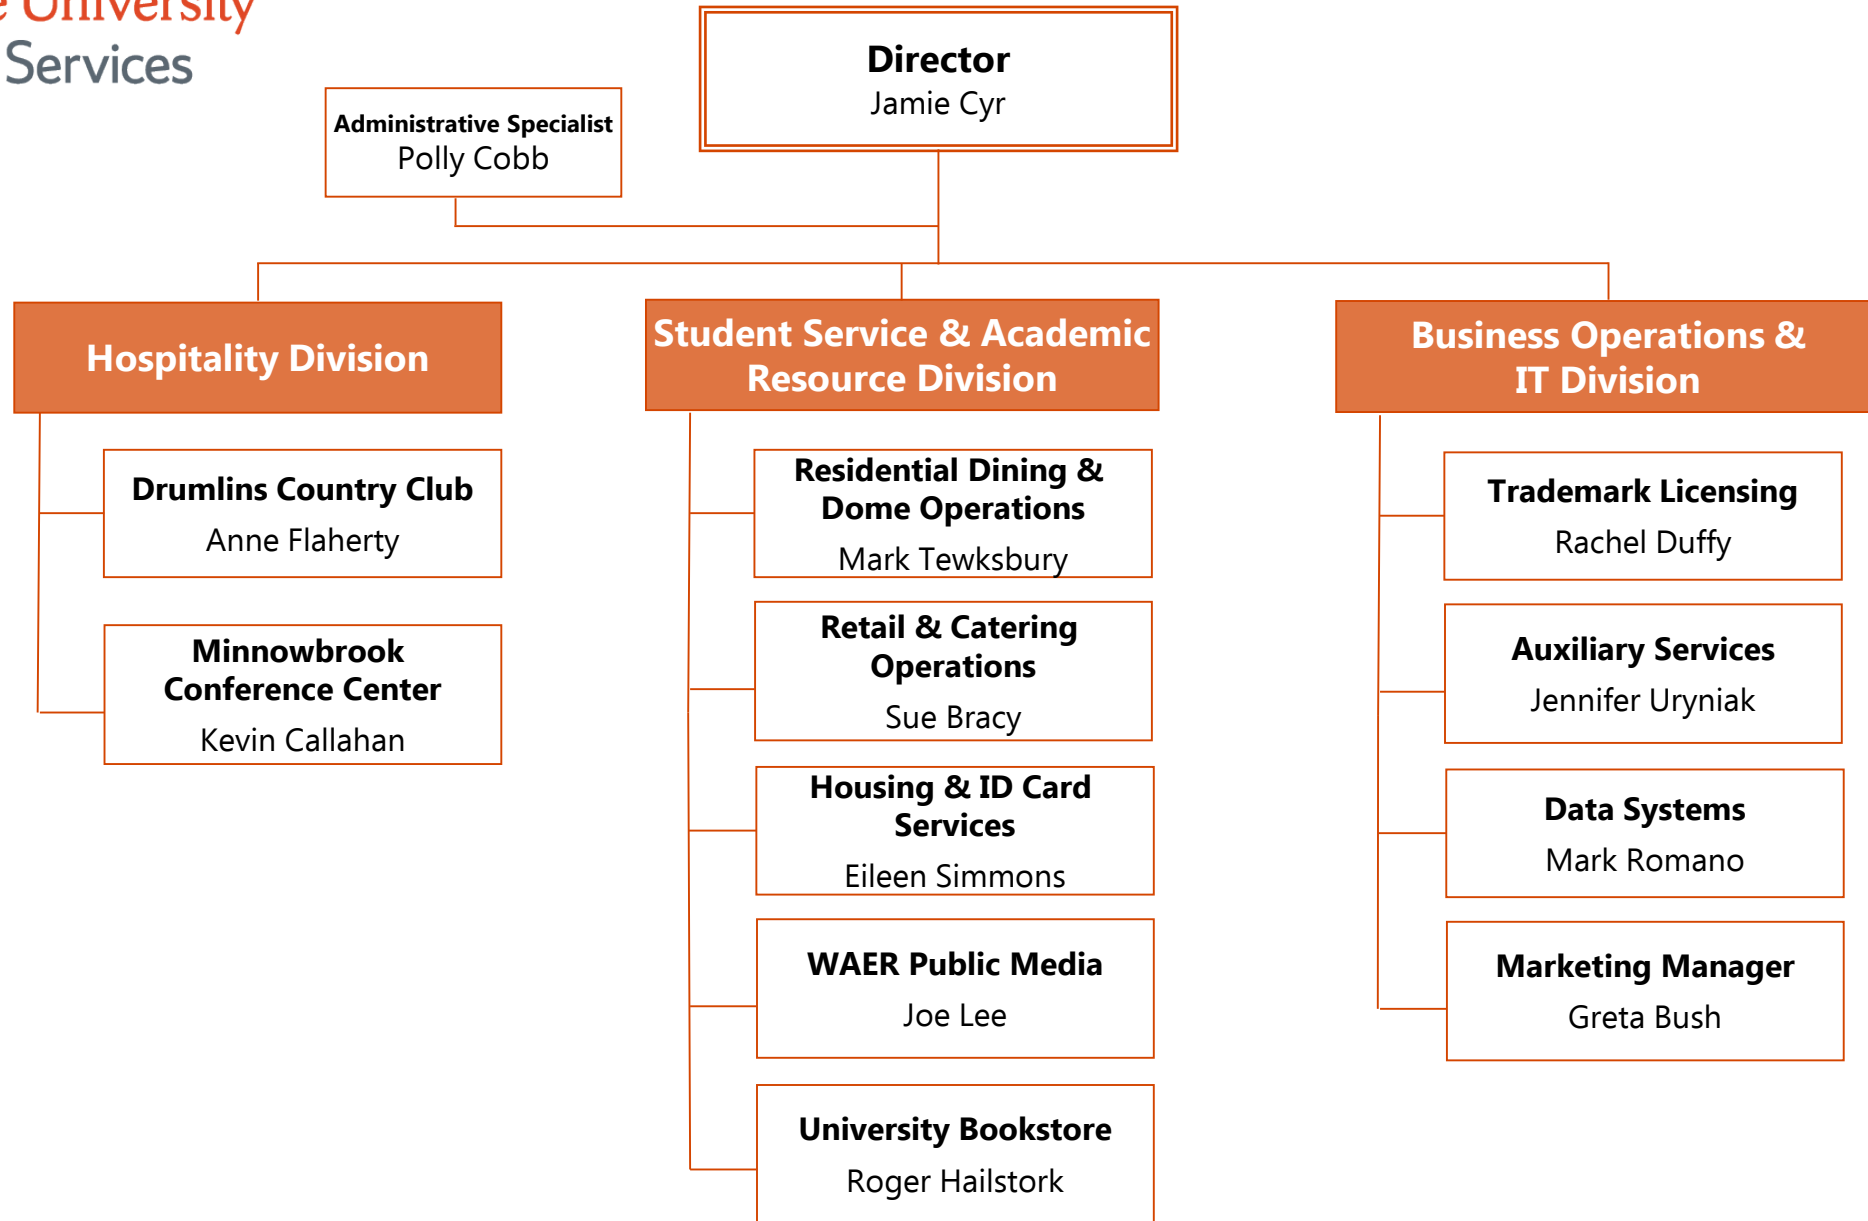 University
Services
Director
Jamie Cyr
Administrative Specialist
Polly Cobb
Hospitality Division
Drumlins Country Club
Anne Flaherty
Minnowbrook
Conference Center
Kevin Callahan
Student Service & Academic
Resource Division
Residential Dining &
Dome Operations
Mark Tewksbury
Retail & Catering
Operations
Sue Bracy
Housing & ID Card
Services
Eileen Simmons
WAER Public Media
Joe Lee
University Bookstore
Roger Hailstork
Business Operations &
IT Division
Trademark Licensing
Rachel Duffy
Auxiliary Services
Jennifer Uryniak
Data Systems
Mark Romano
Marketing Manager
Greta Bush